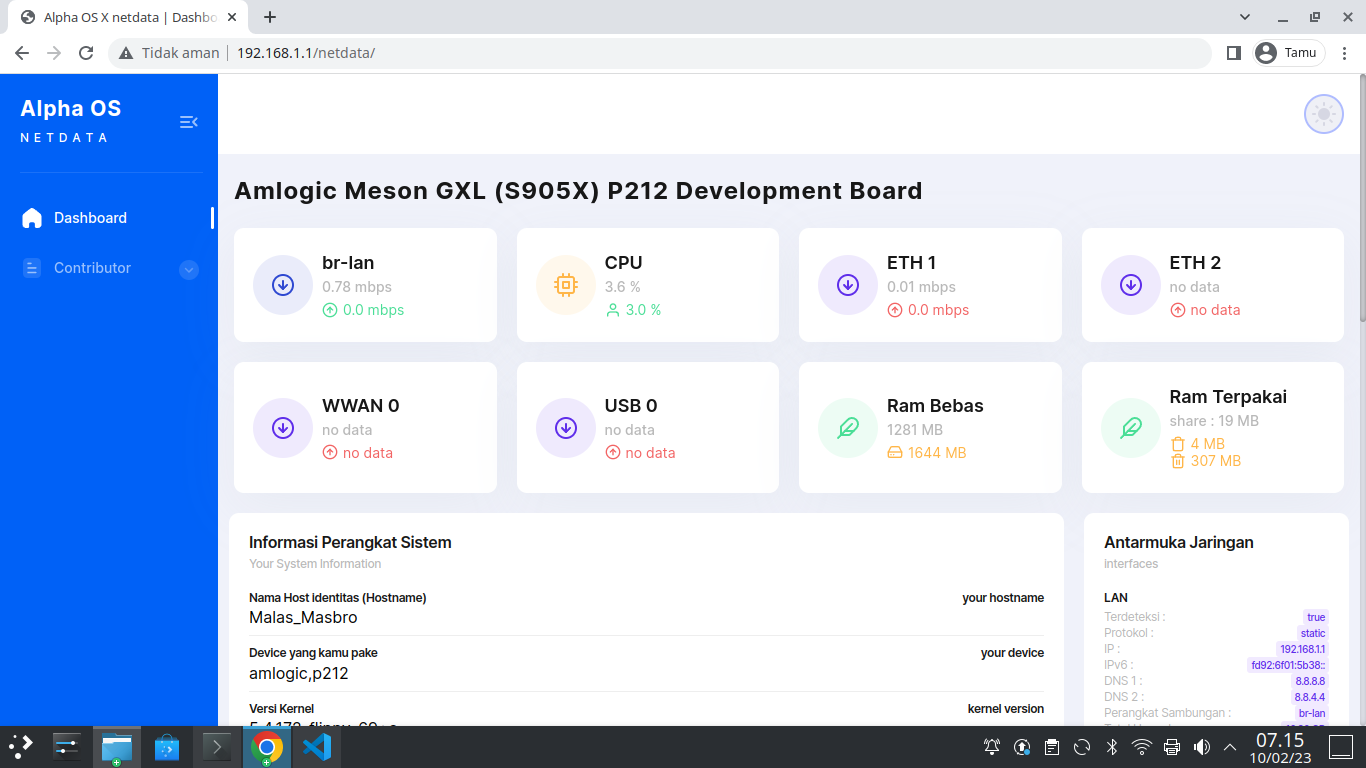 Alpha OS X netdata | Dashbo
Tidak aman
192.168.1.1/netdata/
Tamu
Alpha OS
NETDATA
Dashboard
Contributor
Amlogic Meson GXL (S905X) P212 Development Board
br-lan
0.78 mbps
0.0 mbps
CPU
3.6 %
3.0 %
ETH 1
0.01 mbps
0.0 mbps
ETH 2
no data
no data
WWAN 0
no data
no data
USB 0
no data
no data
Ram Bebas
1281 MB
1644 MB
Ram Terpakai
share : 19 MB
4 MB
307 MB
Informasi Perangkat Sistem
Your System Information
Nama Host identitas (Hostname) your hostname
Malas_Masbro
Device yang kamu pake your device
amlogic,p212
Versi Kernel kernel version
Antarmuka Jaringan
interfaces
LAN
Terdeteksi : true
Protokol : static
IP : 192.168.1.1
IPv6 : fd92:6f01:5b38::
DNS 1 : 8.8.8.8
DNS 2 : 8.8.4.4
Perangkat Sambungan : br-lan
07.15
10/02/23